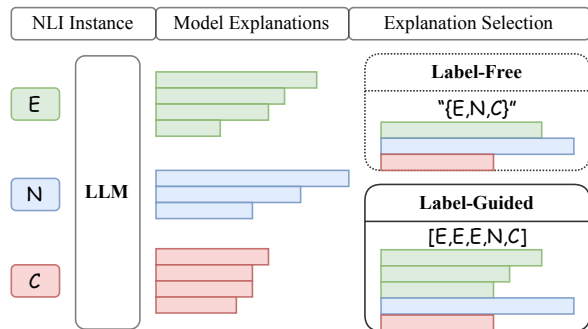 NLI Instance
Model Explanations
Explanation Selection
E
N
C
LLM
Label-Free
“{E,N,C}”
Label-Guided
[E,E,E,N,C]